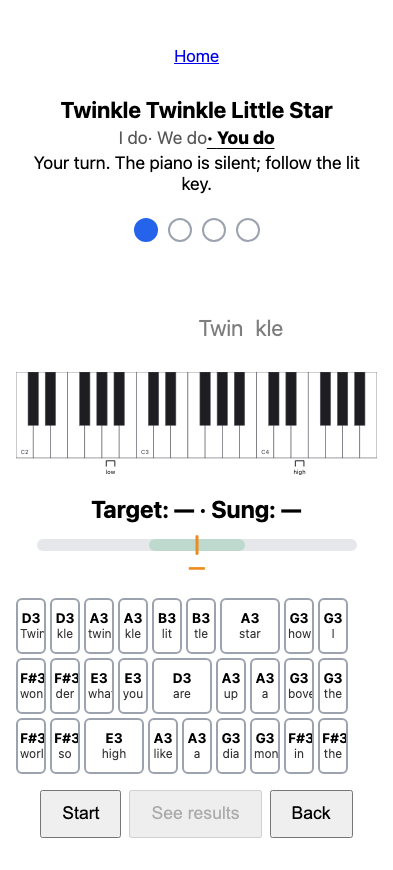 Home
Twinkle Twinkle Little Star
I do· We do· You do
Your turn. The piano is silent; follow the lit
key.
Twin kle
C2 C3 C4
low high
Target: — · Sung: —
D3 D3 A3 A3 B3 B3 A3 G3 G3
Twin kle twin kle lit tle star how I
F#3 F#3 E3 E3 D3 A3 A3 G3 G3
won der what you are up a bove the
F#3 F#3 E3 A3 A3 G3 G3 F#3 F#3
worl so high like a dia mon in the
Start See results Back